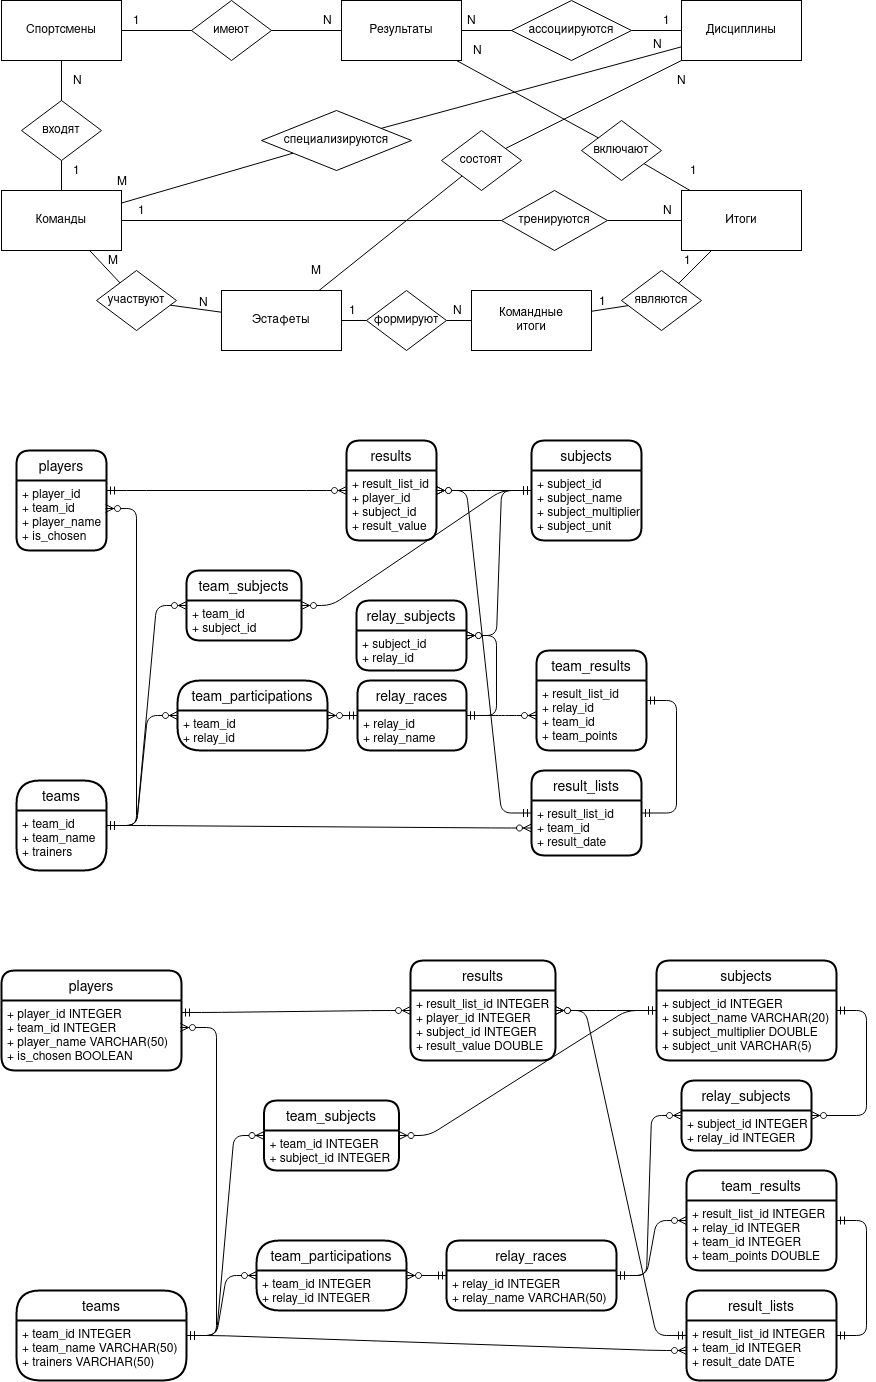 Спортсмены
1
имеют
N
Результаты
N
ассоциируются
1
Дисциплины
N
N
N
N
входят
специализируются
состоят
включают
1
M
1
Команды
1
тренируются
N
Итоги
M
M
1
участвуют
N
Эстафеты
1
формируют
N
Командные
итоги
1
являются
players
+ player_id
+ team_id
+ player_name
+ is_chosen
results
+ result_list_id
+ player_id
+ subject_id
+ result_value
subjects
+ subject_id
+ subject_name
+ subject_multiplier
+ subject_unit
team_subjects
+ team_id
+ subject_id
relay_subjects
+ subject_id
+ relay_id
team_participations
+ team_id
+ relay_id
relay_races
+ relay_id
+ relay_name
team_results
+ result_list_id
+ relay_id
+ team_id
+ team_points
teams
+ team_id
+ team_name
+ trainers
result_lists
+ result_list_id
+ team_id
+ result_date
players
+ player_id INTEGER
+ team_id INTEGER
+ player_name VARCHAR(50)
+ is_chosen BOOLEAN
results
+ result_list_id INTEGER
+ player_id INTEGER
+ subject_id INTEGER
+ result_value DOUBLE
subjects
+ subject_id INTEGER
+ subject_name VARCHAR(20)
+ subject_multiplier DOUBLE
+ subject_unit VARCHAR(5)
team_subjects
+ team_id INTEGER
+ subject_id INTEGER
relay_subjects
+ subject_id INTEGER
+ relay_id INTEGER
team_results
+ result_list_id INTEGER
+ relay_id INTEGER
+ team_id INTEGER
+ team_points DOUBLE
team_participations
+ team_id INTEGER
+ relay_id INTEGER
relay_races
+ relay_id INTEGER
+ relay_name VARCHAR(50)
teams
+ team_id INTEGER
+ team_name VARCHAR(50)
+ trainers VARCHAR(50)
result_lists
+ result_list_id INTEGER
+ team_id INTEGER
+ result_date DATE